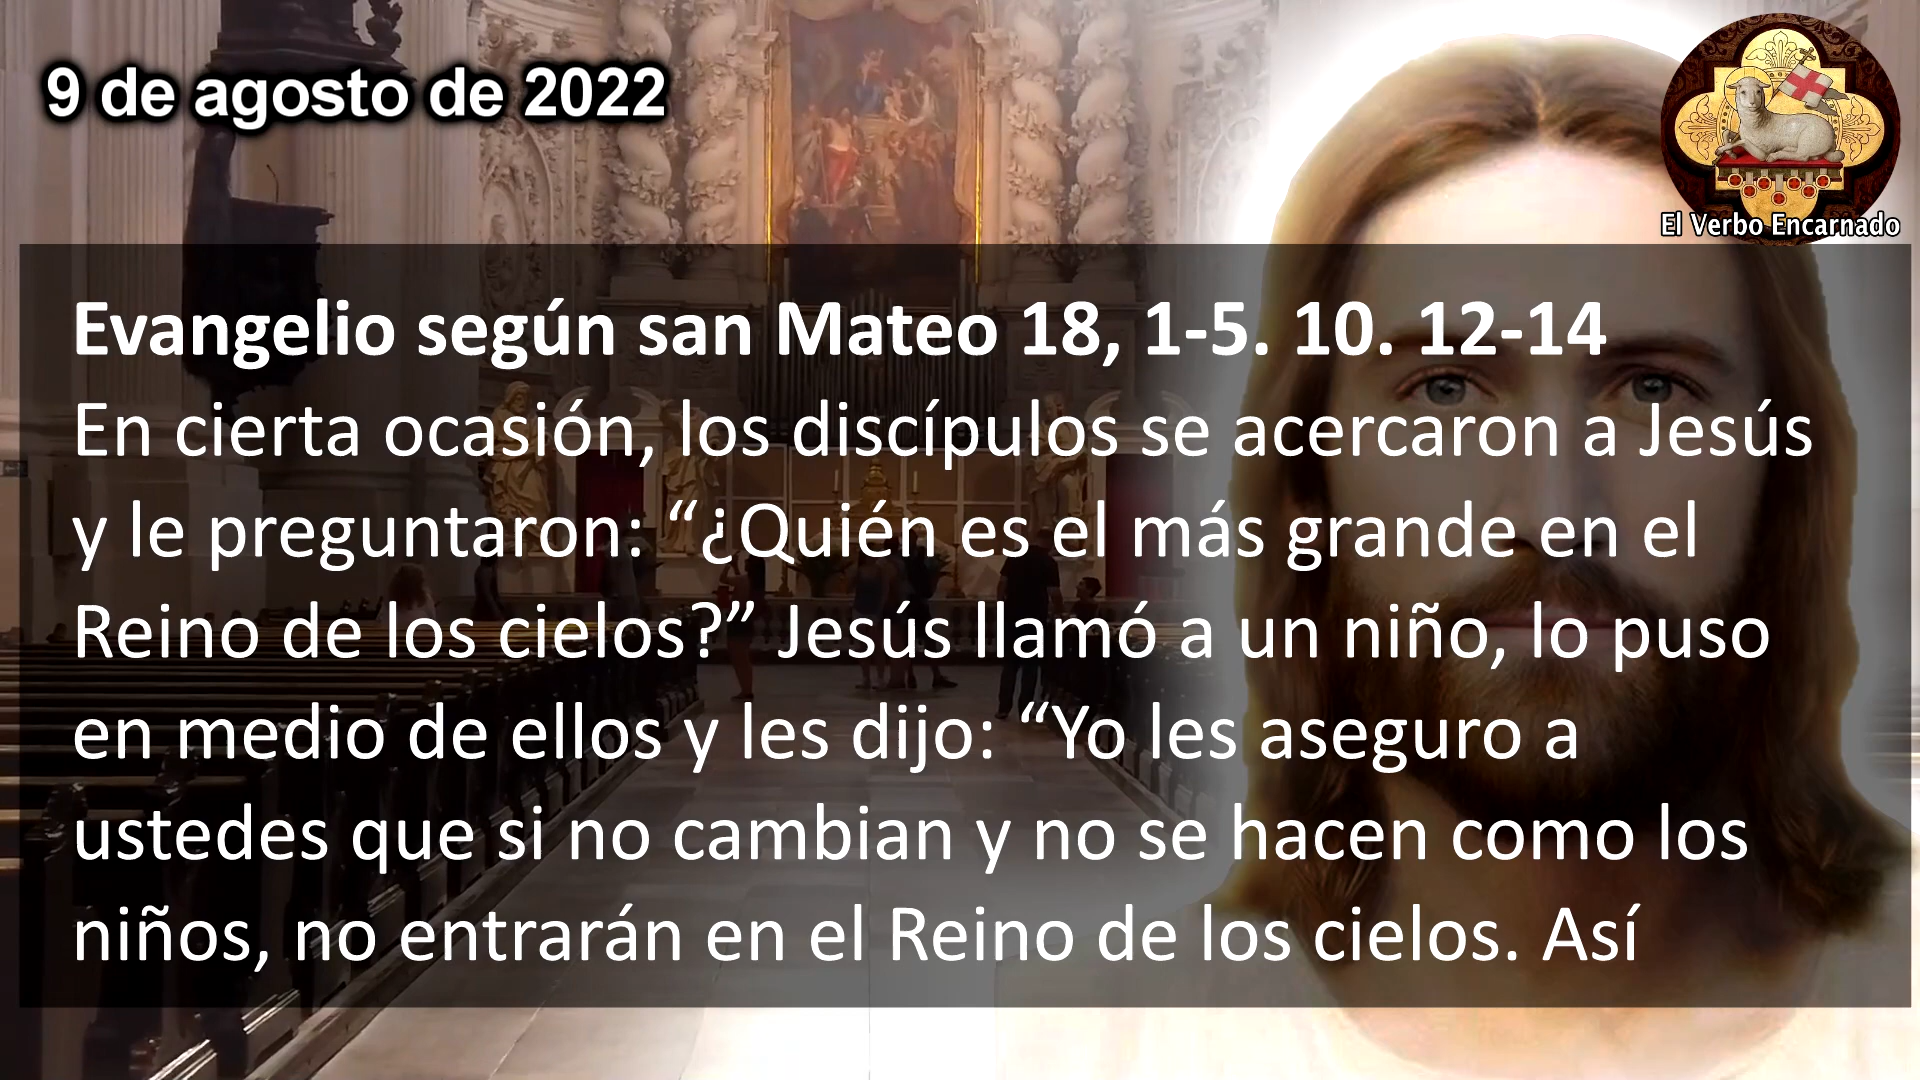 9 de agosto de 2022
El Verbo Encarnado
Evangelio según san Mateo 18, 1-5. 10. 12-14
En cierta ocasión, los discípulos se acercaron a Jesús
y le preguntaron: “¿Quién es el más grande en el
Reino de los cielos?” Jesús llamó a un niño, lo puso
en medio de ellos y les dijo: “Yo les aseguro a
ustedes que si no cambian y no se hacen como los
niños, no entrarán en el Reino de los cielos. Así